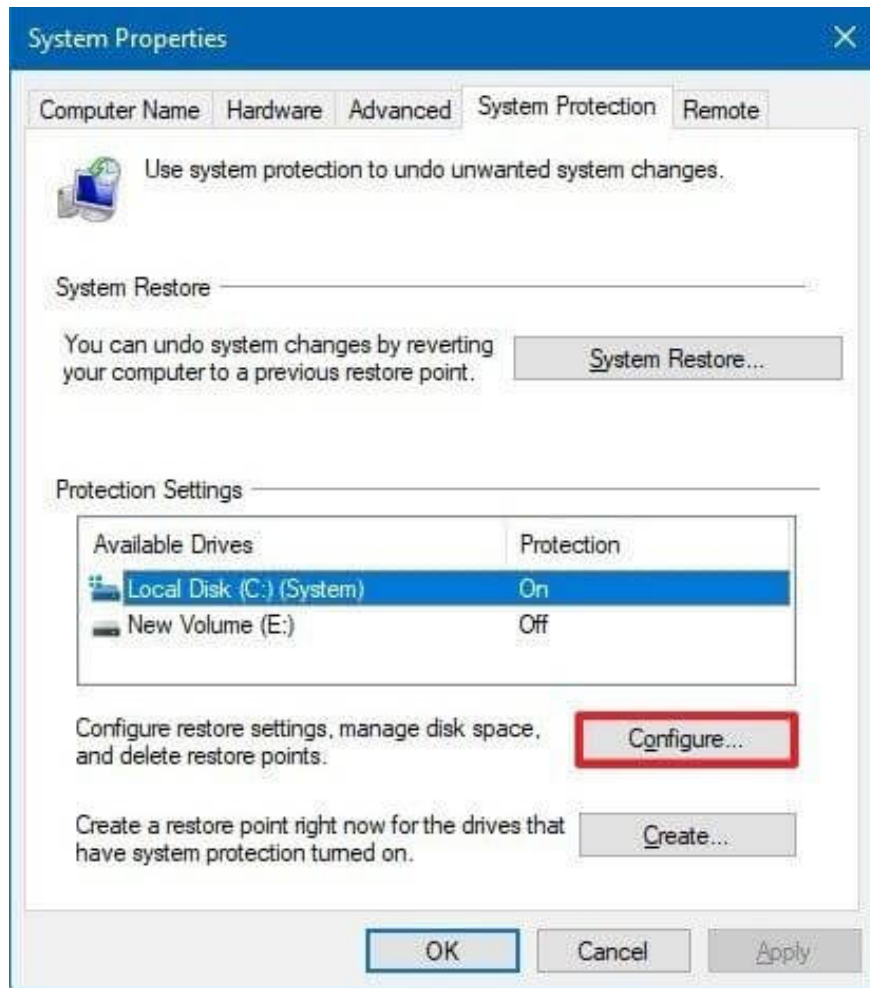 System Properties
Computer Name Hardware Advanced System Protection Remote
Use system protection to undo unwanted system changes.
System Restore
You can undo system changes by reverting
your computer to a previous restore point.
System Restore...
Protection Settings
Available Drives Protection
Local Disk (C:) (System) On
New Volume (E:) Off
Configure restore settings, manage disk space,
and delete restore points.
Configure...
Create a restore point right now for the drives that
have system protection turned on.
Create...
OK Cancel Apply